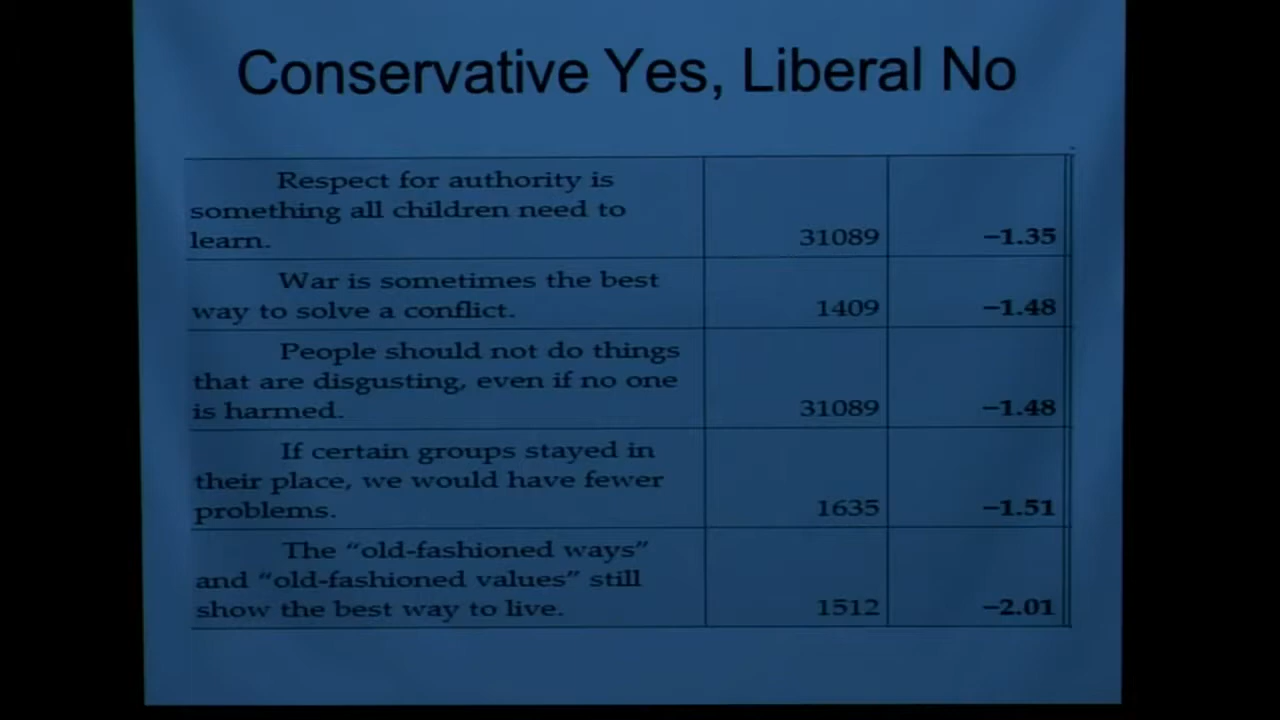 Conservative Yes, Liberal No
Respect for authority is
something all children need to
learn. 31089 −1.35
War is sometimes the best
way to solve a conflict. 1409 −1.48
People should not do things
that are disgusting, even if no one
is harmed. 31089 −1.48
If certain groups stayed in
their place, we would have fewer
problems. 1635 −1.51
The “old-fashioned ways”
and “old-fashioned values” still
show the best way to live. 1512 −2.01